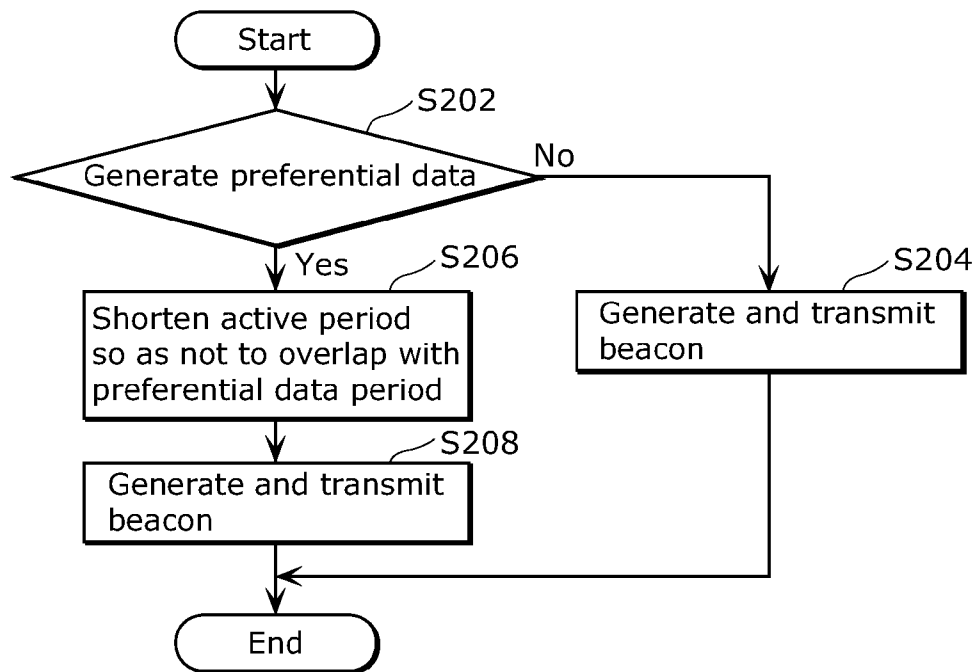 Start
S202
Generate preferential data
No
Yes
S206
S204
Shorten active period
so as not to overlap with
preferential data period
Generate and transmit
beacon
S208
Generate and transmit
beacon
End